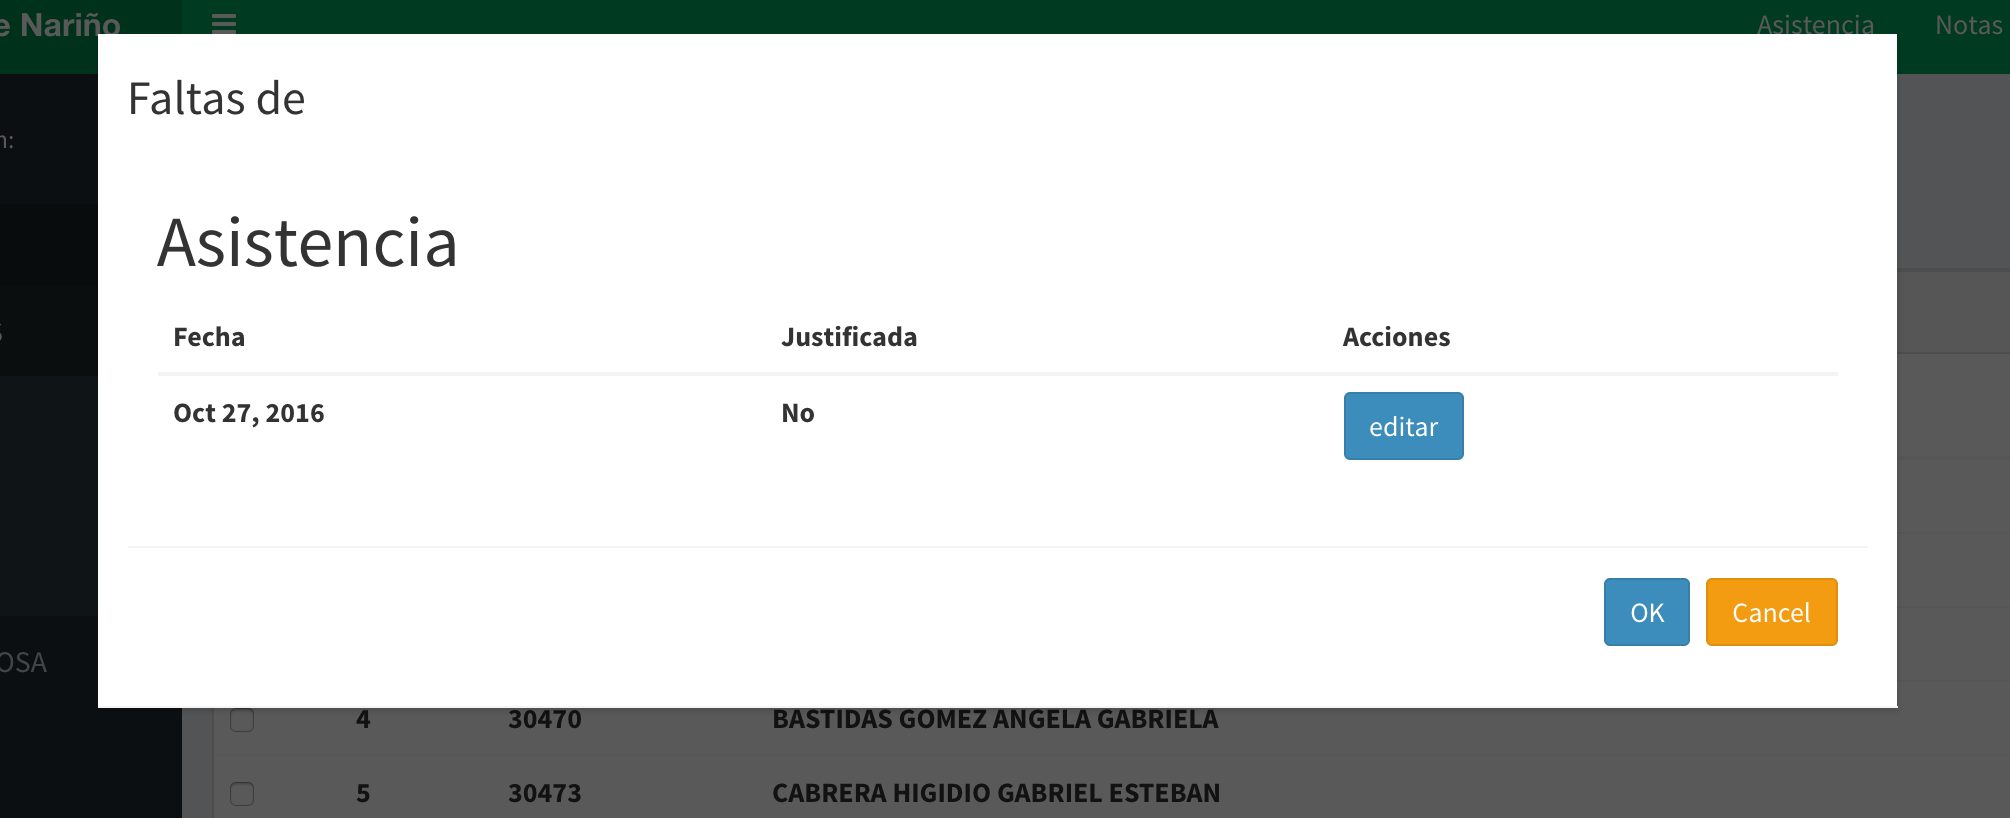 e Nariño
Asistencia Notas
n:
Faltas de
Asistencia
Fecha Justificada Acciones
Oct 27, 2016 No editar
OK Cancel
OSA
4 30470 BASTIDAS GOMEZ ANGELA GABRIELA
5 30473 CABRERA HIGIDIO GABRIEL ESTEBAN